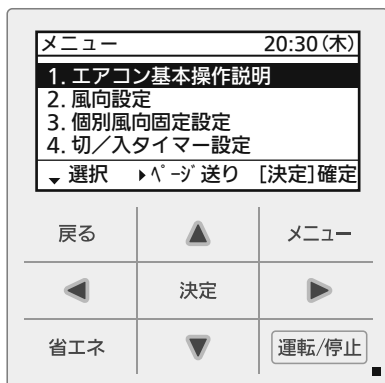 メニュー 20:30(木)
1. エアコン基本操作説明
2. 風向設定
3. 個別風向固定設定
4. 切/入タイマー設定
選択 ﾍﾟｰｼﾞ送り [決定]確定
戻る メニュー
決定
省エネ 運転/停止